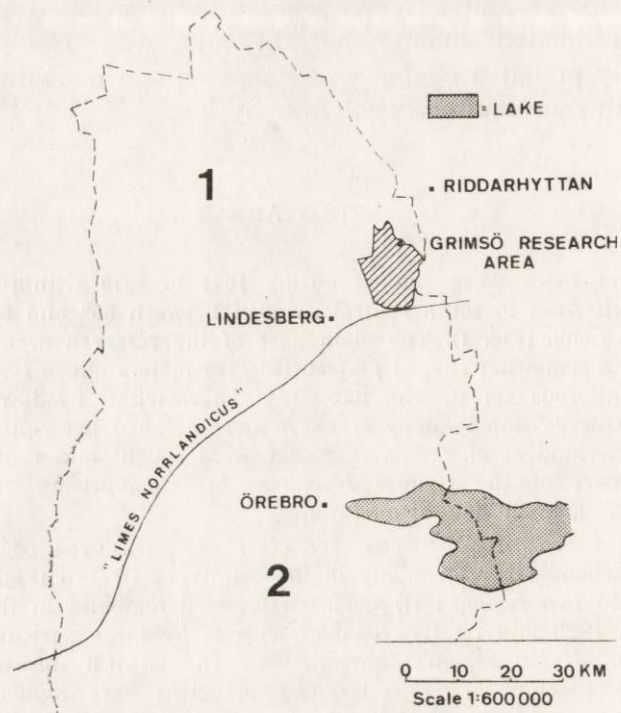 1
= LAKE
RIDDARHYTTAN
GRIMSÖ RESEARCH
AREA
LINDESBERG
"LIMES NORRLANDICUS"
ÖREBRO
2
0 10 20 30 KM
Scale 1:600 000